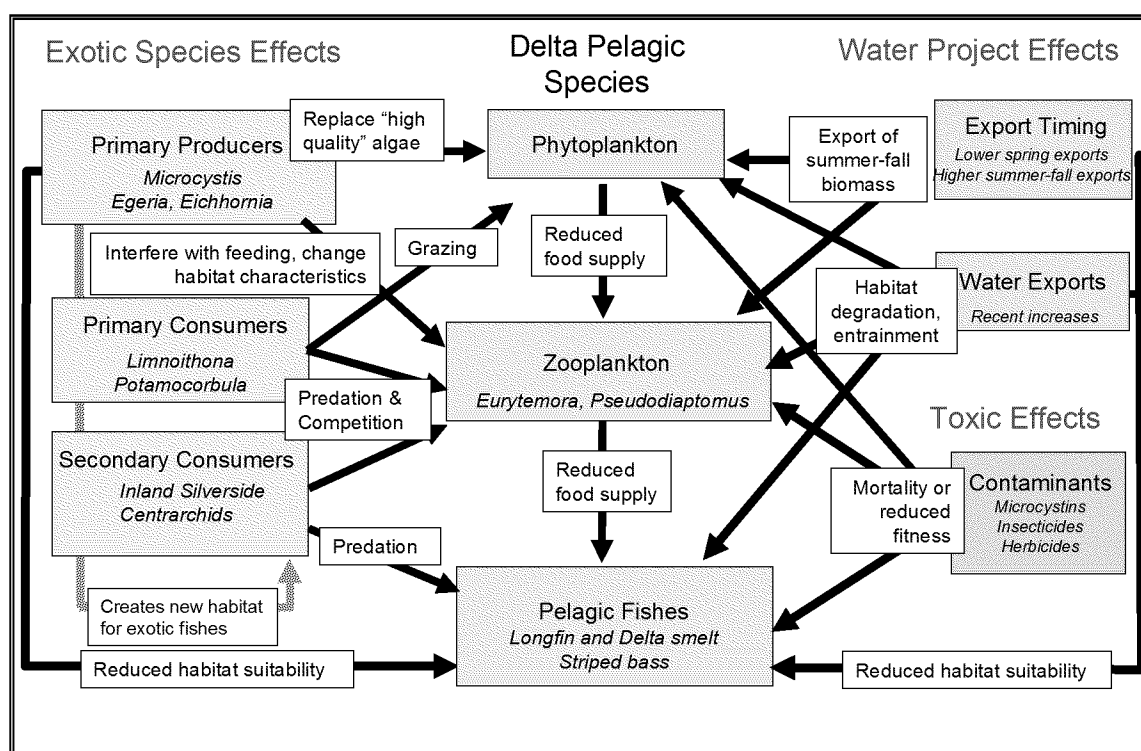 Exotic Species Effects
Delta Pelagic
Species
Water Project Effects
Primary Producers
Microcystis
Egeria, Eichhornia
Replace “high
quality” algae
Phytoplankton
Export of
summer-fall
biomass
Export Timing
Lower spring exports
Higher summer-fall exports
Interfere with feeding, change
habitat characteristics
Grazing
Reduced
food supply
Habitat
degradation,
entrainment
Water Exports
Recent increases
Primary Consumers
Limnoithona
Potamocorbula
Predation &
Competition
Zooplankton
Eurytemora, Pseudodiaptomus
Toxic Effects
Secondary Consumers
Inland Silverside
Centrarchids
Reduced
food supply
Mortality or
reduced
fitness
Contaminants
Microcystins
Insecticides
Herbicides
Predation
Creates new habitat
for exotic fishes
Pelagic Fishes
Longfin and Delta smelt
Striped bass
Reduced habitat suitability
Reduced habitat suitability